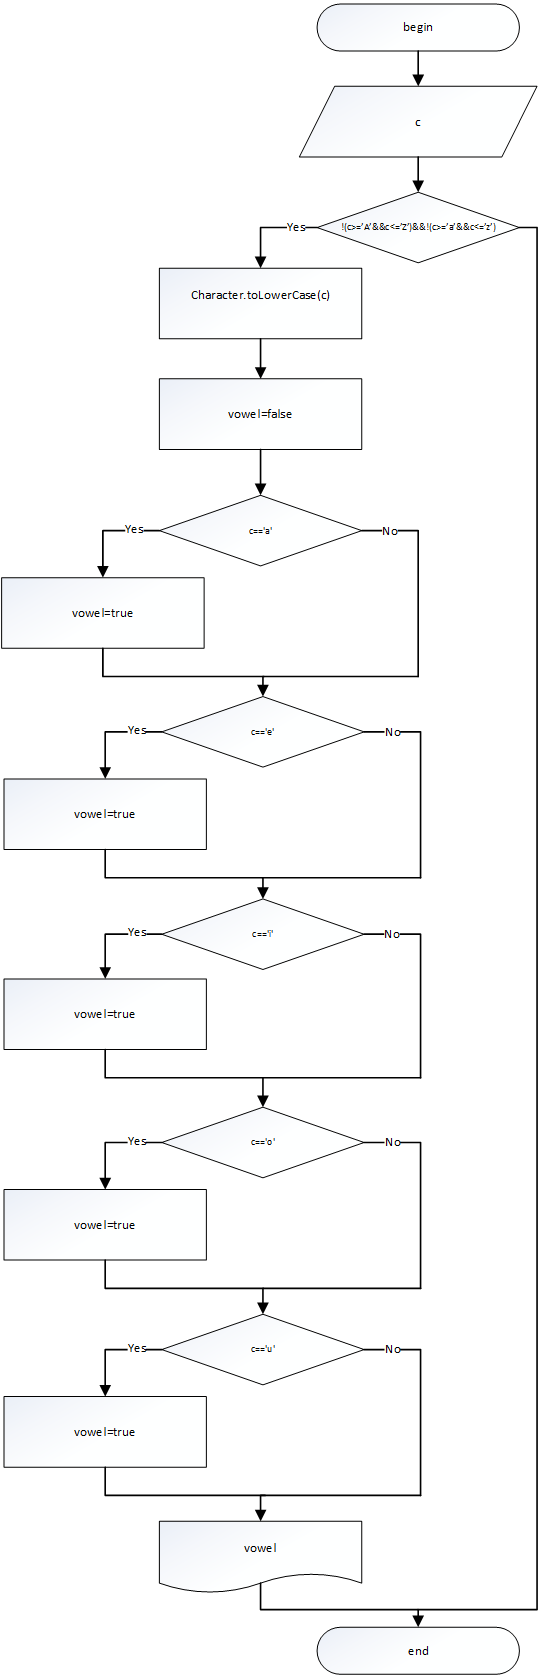 begin
c
!(c>='A'&&c<='Z')&&!(c>='a'&&c<='z')
Yes
Character.toLowerCase(c)
vowel=false
c=='a'
Yes
No
vowel=true
c=='e'
Yes
No
vowel=true
c=='i'
Yes
No
vowel=true
c=='o'
Yes
No
vowel=true
c=='u'
Yes
No
vowel=true
vowel
end